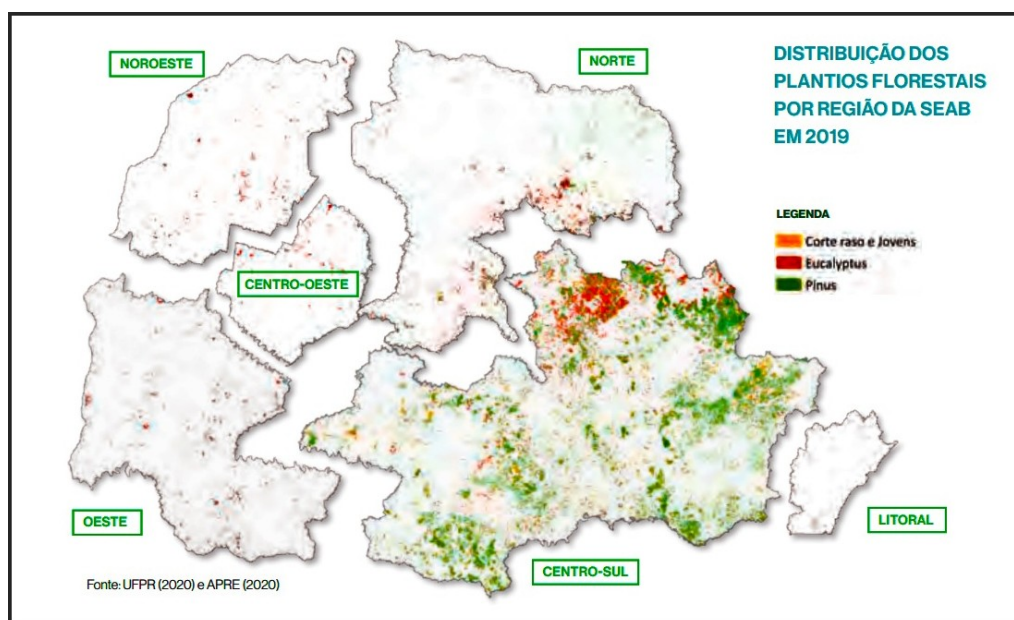 DISTRIBUIÇÃO DOS
PLANTIOS FLORESTAIS
POR REGIÃO DA SEAB
EM 2019
NOROESTE
NORTE
LEGENDA
Corte raso e Jovens
Eucalyptus
Pinus
CENTRO-OESTE
OESTE
LITORAL
CENTRO-SUL
Fonte: UFPR (2020) e APRE (2020)